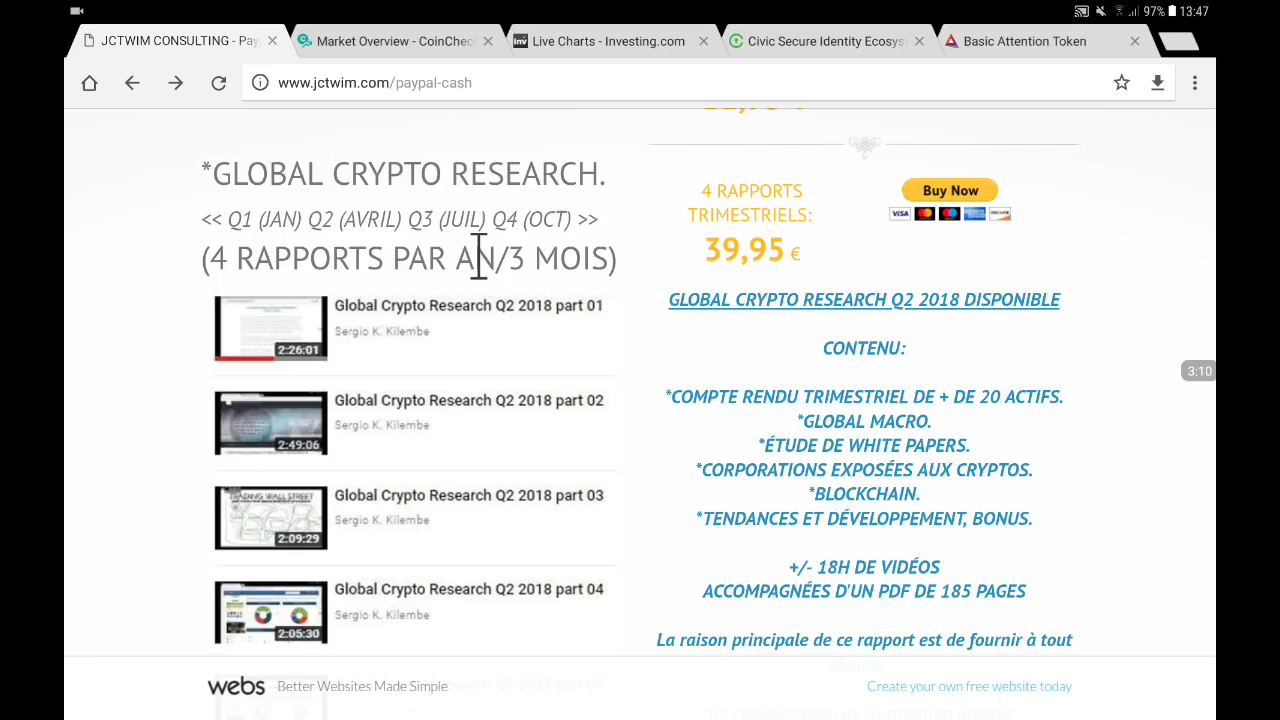 97% 13:47
JCTWIM CONSULTING - Pay
Market Overview - CoinChec
Inv Live Charts - Investing.com
Civic Secure Identity Ecosyst
Basic Attention Token
www.jctwim.com/paypal-cash
*GLOBAL CRYPTO RESEARCH.
<< Q1 (JAN) Q2 (AVRIL) Q3 (JUIL) Q4 (OCT) >>
(4 RAPPORTS PAR AN/3 MOIS)
Global Crypto Research Q2 2018 part 01
Sergio K. Kilembe
2:26:01
Global Crypto Research Q2 2018 part 02
Sergio K. Kilembe
2:49:06
Global Crypto Research Q2 2018 part 03
Sergio K. Kilembe
TRADING WALL STREET
2:09:29
Global Crypto Research Q2 2018 part 04
Sergio K. Kilembe
2:05:30
4 RAPPORTS
TRIMESTRIELS:
39,95 €
Buy Now
VISA
GLOBAL CRYPTO RESEARCH Q2 2018 DISPONIBLE
CONTENU:
*COMPTE RENDU TRIMESTRIEL DE + DE 20 ACTIFS.
*GLOBAL MACRO.
*ÉTUDE DE WHITE PAPERS.
*CORPORATIONS EXPOSÉES AUX CRYPTOS.
*BLOCKCHAIN.
*TENDANCES ET DÉVELOPPEMENT, BONUS.
+/- 18H DE VIDÉOS
ACCOMPAGNÉES D'UN PDF DE 185 PAGES
La raison principale de ce rapport est de fournir à tout
3:10
webs Better Websites Made Simple
Create your own free website today